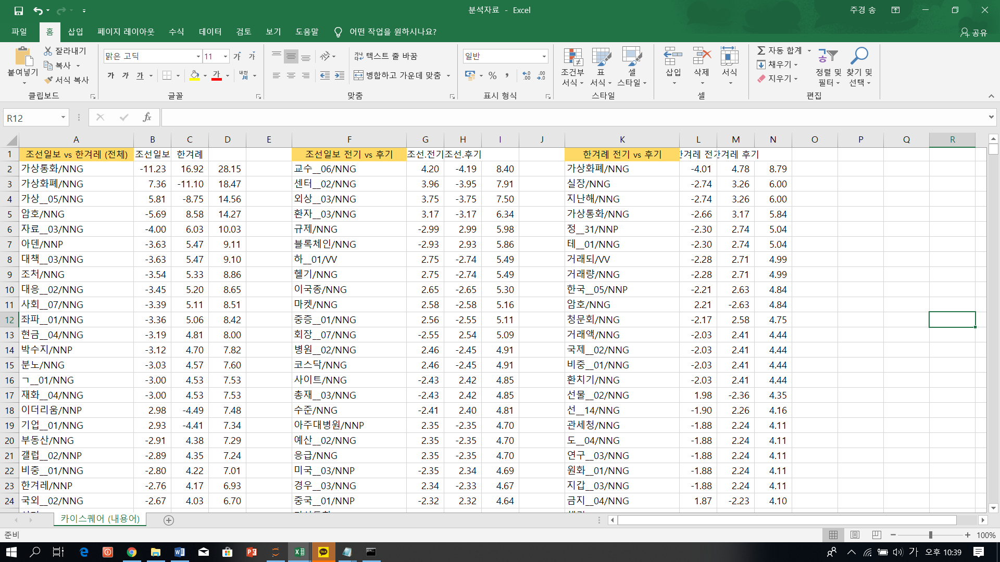 분석자료 - Excel
주경 송
파일 홈 삽입 페이지 레이아웃 수식 데이터 검토 보기 도움말 어떤 작업을 원하시나요? 공유
붙여넣기 잘라내기 복사 서식 복사 클립보드
맑은 고딕 11 가 가 가 가 가 가 내천 글꼴
텍스트 줄 바꿈 병합하고 가운데 맞춤 맞춤
일반 % 표시 형식
조건부 서식 표 서식 셀 스타일 스타일
삽입 삭제 서식 셀
자동 합계 채우기 지우기 정렬 및 필터 찾기 및 선택 편집
R12 fx
A B C D E F G H I J K L M N O P Q R
1 조선일보 vs 한겨레 (전체) 조선일보 한겨레 조선일보 전기 vs 후기 조선.전기 조선.후기 한겨레 전기 vs 후기 한겨레 전기 한겨레 후기
2 가상통화/NNG -11.23 16.92 28.15 교수__06/NNG 4.20 -4.19 8.40 가상화폐/NNG -4.01 4.78 8.79
3 가상화폐/NNG 7.36 -11.10 18.47 센터__02/NNG 3.96 -3.95 7.91 실장/NNG -2.74 3.26 6.00
4 가상__05/NNG 5.81 -8.75 14.56 외상__03/NNG 3.75 -3.75 7.50 지난해/NNG -2.74 3.26 6.00
5 암호/NNG -5.69 8.58 14.27 환자__03/NNG 3.17 -3.17 6.34 가상통화/NNG -2.66 3.17 5.84
6 자료__03/NNG -4.00 6.03 10.03 규제/NNG -2.99 2.99 5.98 정__31/NNP -2.30 2.74 5.04
7 아덴/NNP -3.63 5.47 9.11 블록체인/NNG -2.93 2.93 5.86 테__01/NNG -2.30 2.74 5.04
8 대책__03/NNG -3.63 5.47 9.10 하__01/VV 2.75 -2.74 5.49 거래되/VV -2.28 2.71 4.99
9 조처/NNG -3.54 5.33 8.86 헬기/NNG 2.75 -2.74 5.49 거래량/NNG -2.28 2.71 4.99
10 대응__02/NNG -3.45 5.20 8.65 이국종/NNG 2.65 -2.65 5.30 한국__05/NNP -2.21 2.63 4.84
11 사회__07/NNG -3.39 5.11 8.51 마켓/NNG 2.58 -2.58 5.16 암호/NNG 2.21 -2.63 4.84
12 좌파__01/NNG -3.36 5.06 8.42 중증__01/NNG 2.56 -2.55 5.11 청문회/NNG -2.17 2.58 4.75
13 현금__04/NNG -3.19 4.81 8.00 회장__07/NNG -2.55 2.54 5.09 거래액/NNG -2.03 2.41 4.44
14 박수지/NNP -3.12 4.70 7.82 병원__02/NNG 2.46 -2.45 4.91 국제__02/NNG -2.03 2.41 4.44
15 분노/NNG -3.03 4.57 7.60 코스닥/NNG 2.46 -2.45 4.91 비중__01/NNG -2.03 2.41 4.44
16 ㄱ__01/NNG -3.00 4.53 7.53 사이트/NNG -2.43 2.42 4.85 환치기/NNG -2.03 2.41 4.44
17 재화__04/NNG -3.00 4.53 7.53 총재__03/NNG -2.43 2.42 4.85 선물__02/NNG 1.98 -2.36 4.35
18 이더리움/NNP 2.98 -4.49 7.48 수준/NNG -2.41 2.40 4.81 선__14/NNG -1.90 2.26 4.16
19 기업__01/NNG 2.93 -4.41 7.34 아주대병원/NNP 2.35 -2.35 4.70 관세청/NNG -1.88 2.24 4.11
20 부동산/NNG -2.91 4.38 7.29 예산__02/NNG 2.35 -2.35 4.70 도__04/NNG -1.88 2.24 4.11
21 갤럽__02/NNP -2.89 4.35 7.24 응급/NNG 2.35 -2.35 4.70 연구__03/NNG -1.88 2.24 4.11
22 비중__01/NNG -2.80 4.22 7.01 미국__03/NNP -2.35 2.34 4.69 원화__01/NNG -1.88 2.24 4.11
23 한겨레/NNP -2.76 4.17 6.93 경우__03/NNG 2.34 -2.33 4.67 지갑__03/NNG -1.88 2.24 4.11
24 국외__02/NNG -2.67 4.03 6.70 중국__01/NNP -2.32 2.32 4.64 금지__04/NNG 1.87 -2.23 4.10
카이스퀘어 (내용어)
준비 100%
가 오후 10:39